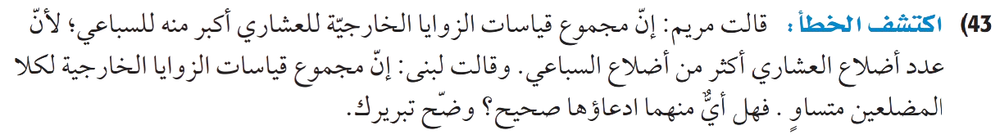 43) اكتشف الخطأ: قالت مريم: إنّ مجموع قياسات الزوايا الخارجيّة للعشاري أكبر منه للسباعي؛ لأنّ
عدد أضلاع العشاري أكثر من أضلاع السباعي. وقالت لبنى: إنّ مجموع قياسات الزوايا الخارجية لكلا
المضلعين متساوٍ. فهل أيٌّ منهما ادعاؤها صحيح؟ وضّح تبريرك.